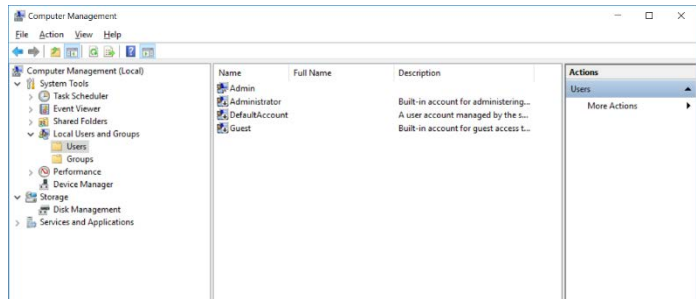 Computer Management
File Action View Help
Computer Management (Local)
System Tools
Task Scheduler
Event Viewer
Shared Folders
Local Users and Groups
Users
Groups
Performance
Device Manager
Storage
Disk Management
Services and Applications
Name Full Name Description
Admin
Administrator Built-in account for administering...
DefaultAccount A user account managed by the s...
Guest Built-in account for guest access t...
Actions
Users
More Actions